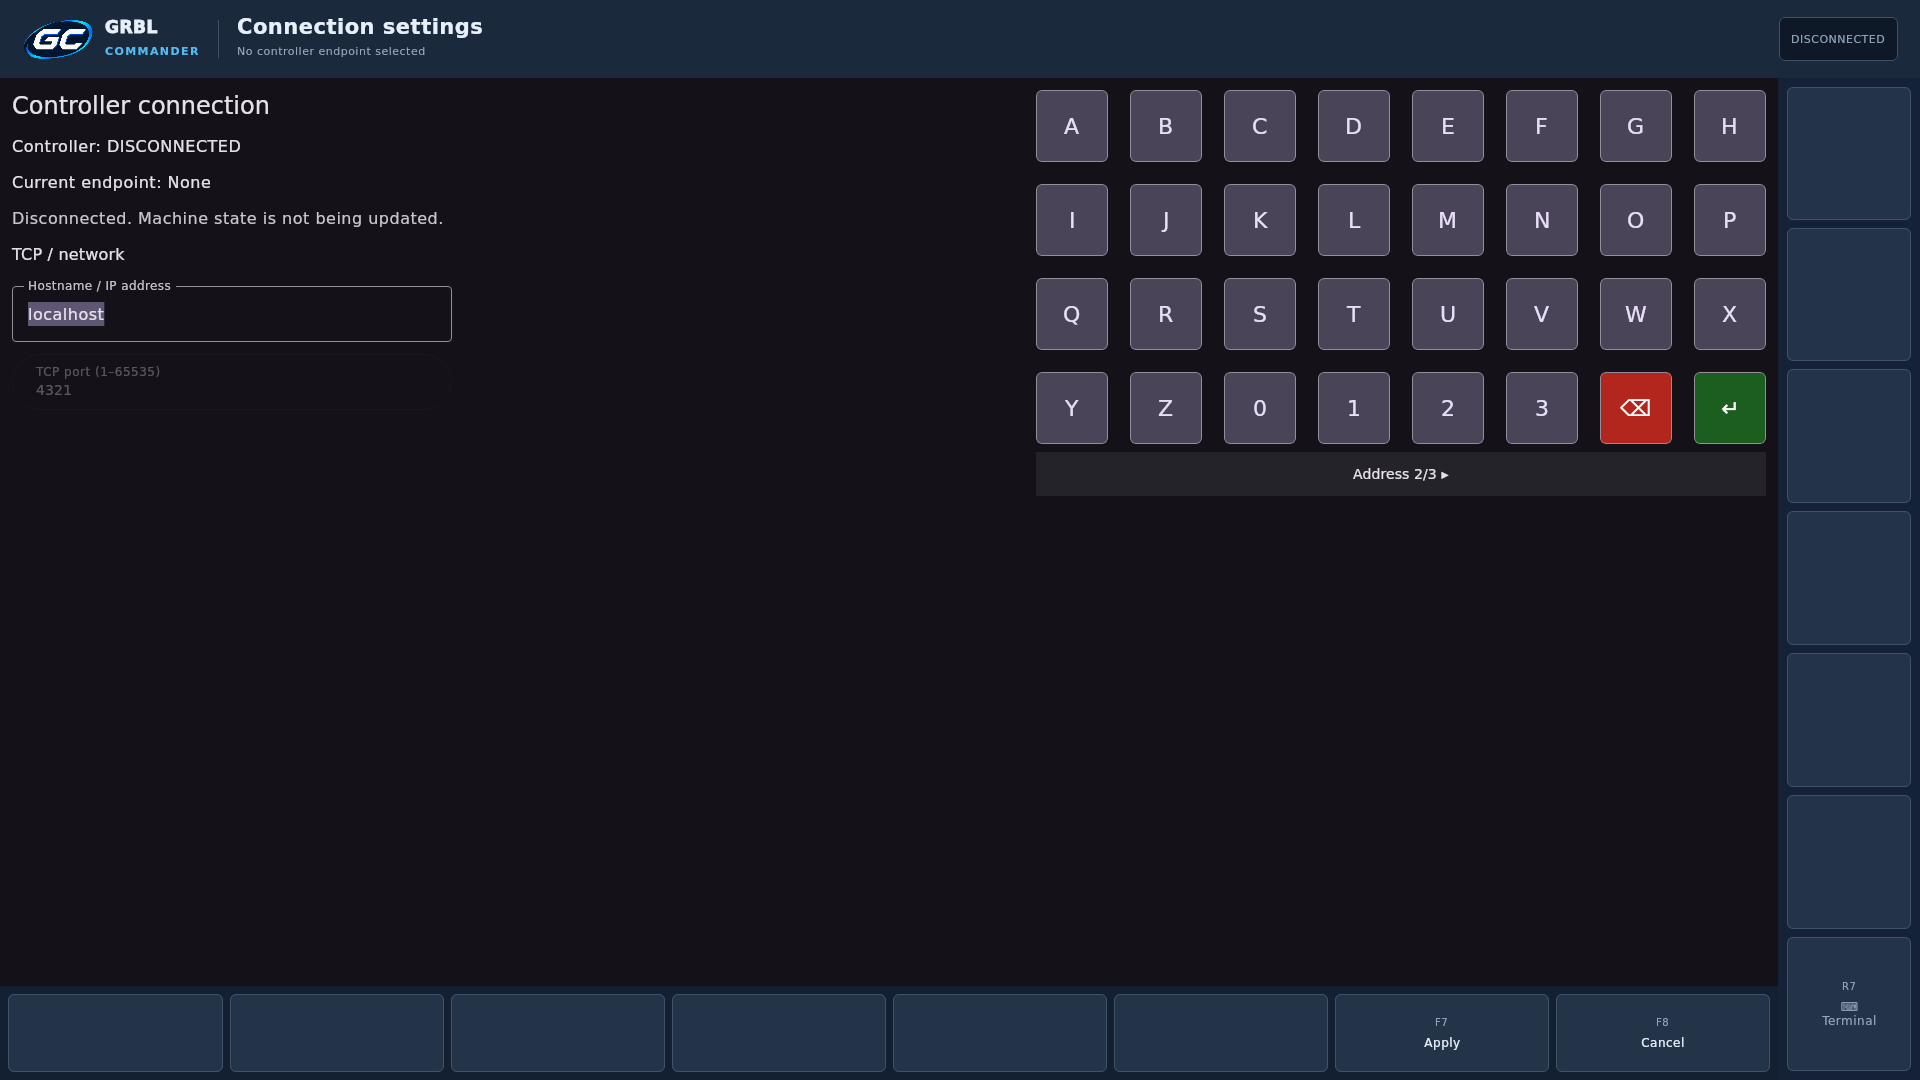 GC
GRBL
COMMANDER
Connection settings
No controller endpoint selected
DISCONNECTED
Controller connection
Controller: DISCONNECTED
Current endpoint: None
Disconnected. Machine state is not being updated.
TCP / network
Hostname / IP address
localhost
TCP port (1–65535)
4321
A B C D E F G H
I J K L M N O P
Q R S T U V W X
Y Z 0 1 2 3 ⌫ ↵
Address 2/3 ▸
F7
Apply
F8
Cancel
R7
⌨
Terminal